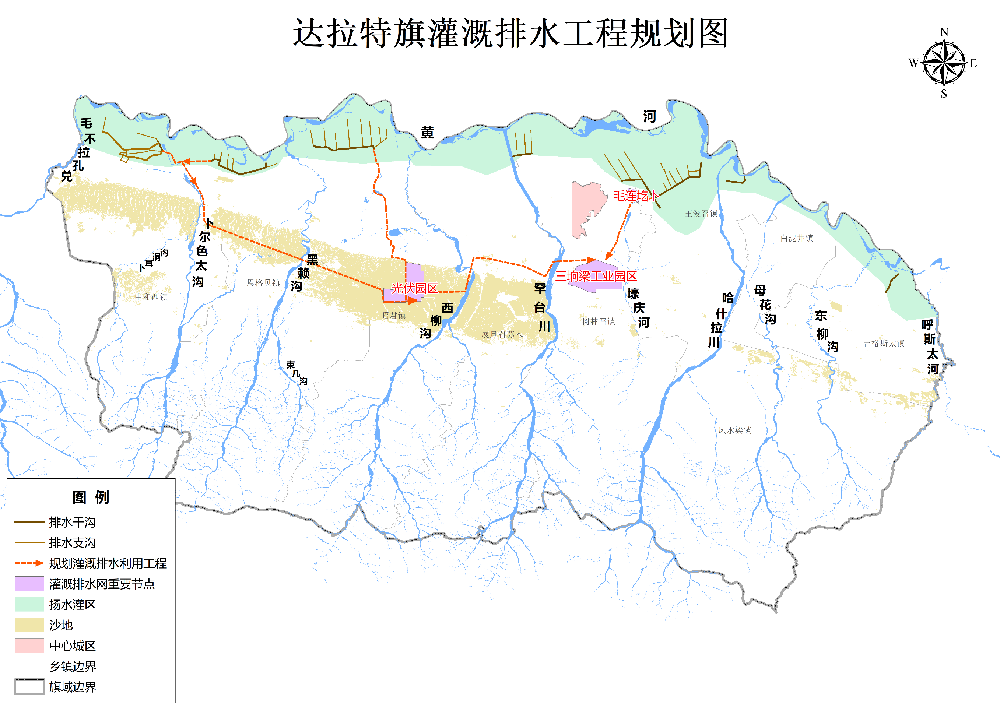 达拉特旗灌溉排水工程规划图
N
W
E
S
黄
河
毛不拉孔兑
卜尔色太沟
卜耳洞沟
黑赖沟
束几沟
西柳沟
罕台川
壕庆河
哈什拉川
母花沟
东柳沟
呼斯太河
毛连圪卜
三垧梁工业园区
光伏园区
王爱召镇
白泥井镇
恩格贝镇
中和西镇
昭君镇
展旦召苏木
树林召镇
吉格斯太镇
风水梁镇
图 例
排水干沟
排水支沟
规划灌溉排水利用工程
灌溉排水网重要节点
扬水灌区
沙地
中心城区
乡镇边界
旗域边界